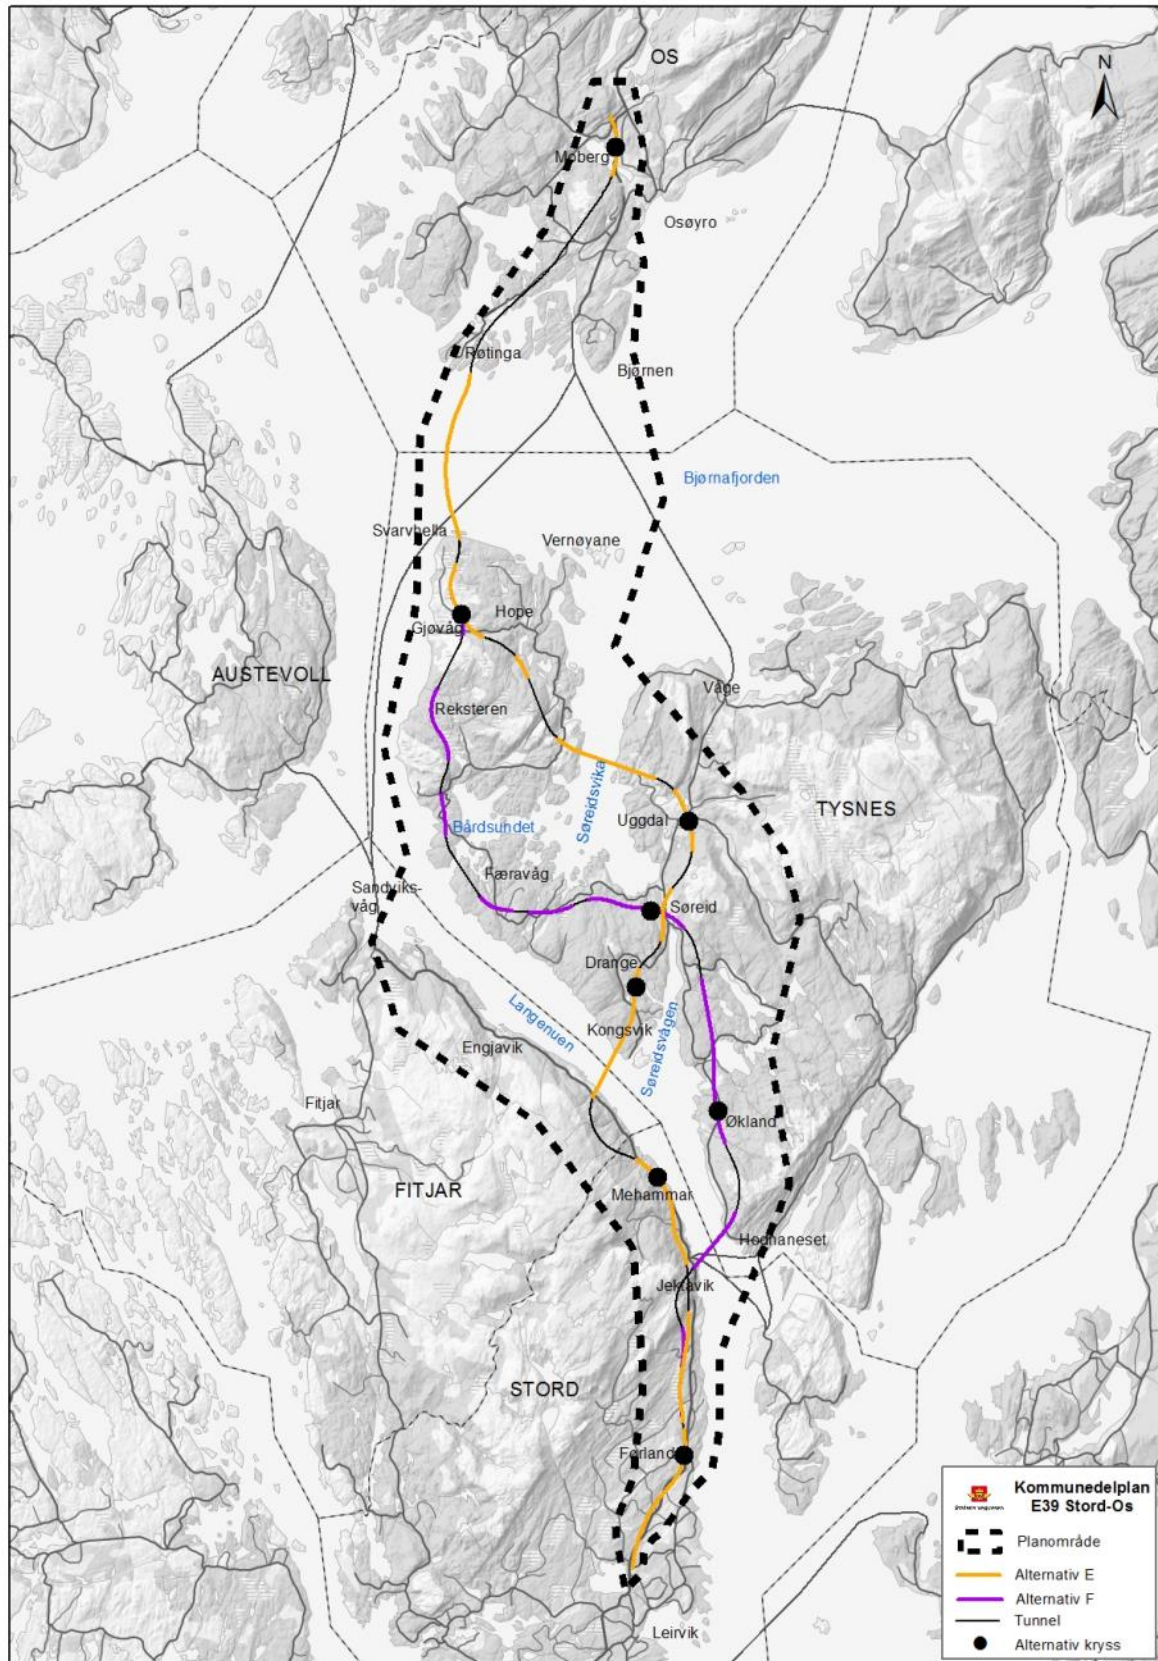 OS
N
Moberg
Osøyro
Røtinga
Bjørnen
Bjørnafjorden
Svarvhella
Vernøyane
Hope
Gjøvåg
AUSTEVOLL
Våge
Reksteren
Søreidsvika
TYSNES
Uggdal
Bårdsundet
Færavåg
Sandviks-
våg
Søreid
Drange
Langenuen
Kongsvik
Søreidsvågen
Engjavik
Fitjar
Økland
FITJAR
Mehammar
Hodnaneset
Jektavik
STORD
Førland
Leirvik
Kommunedelplan
E39 Stord-Os
Statens vegvesen
Planområde
Alternativ E
Alternativ F
Tunnel
Alternativ kryss